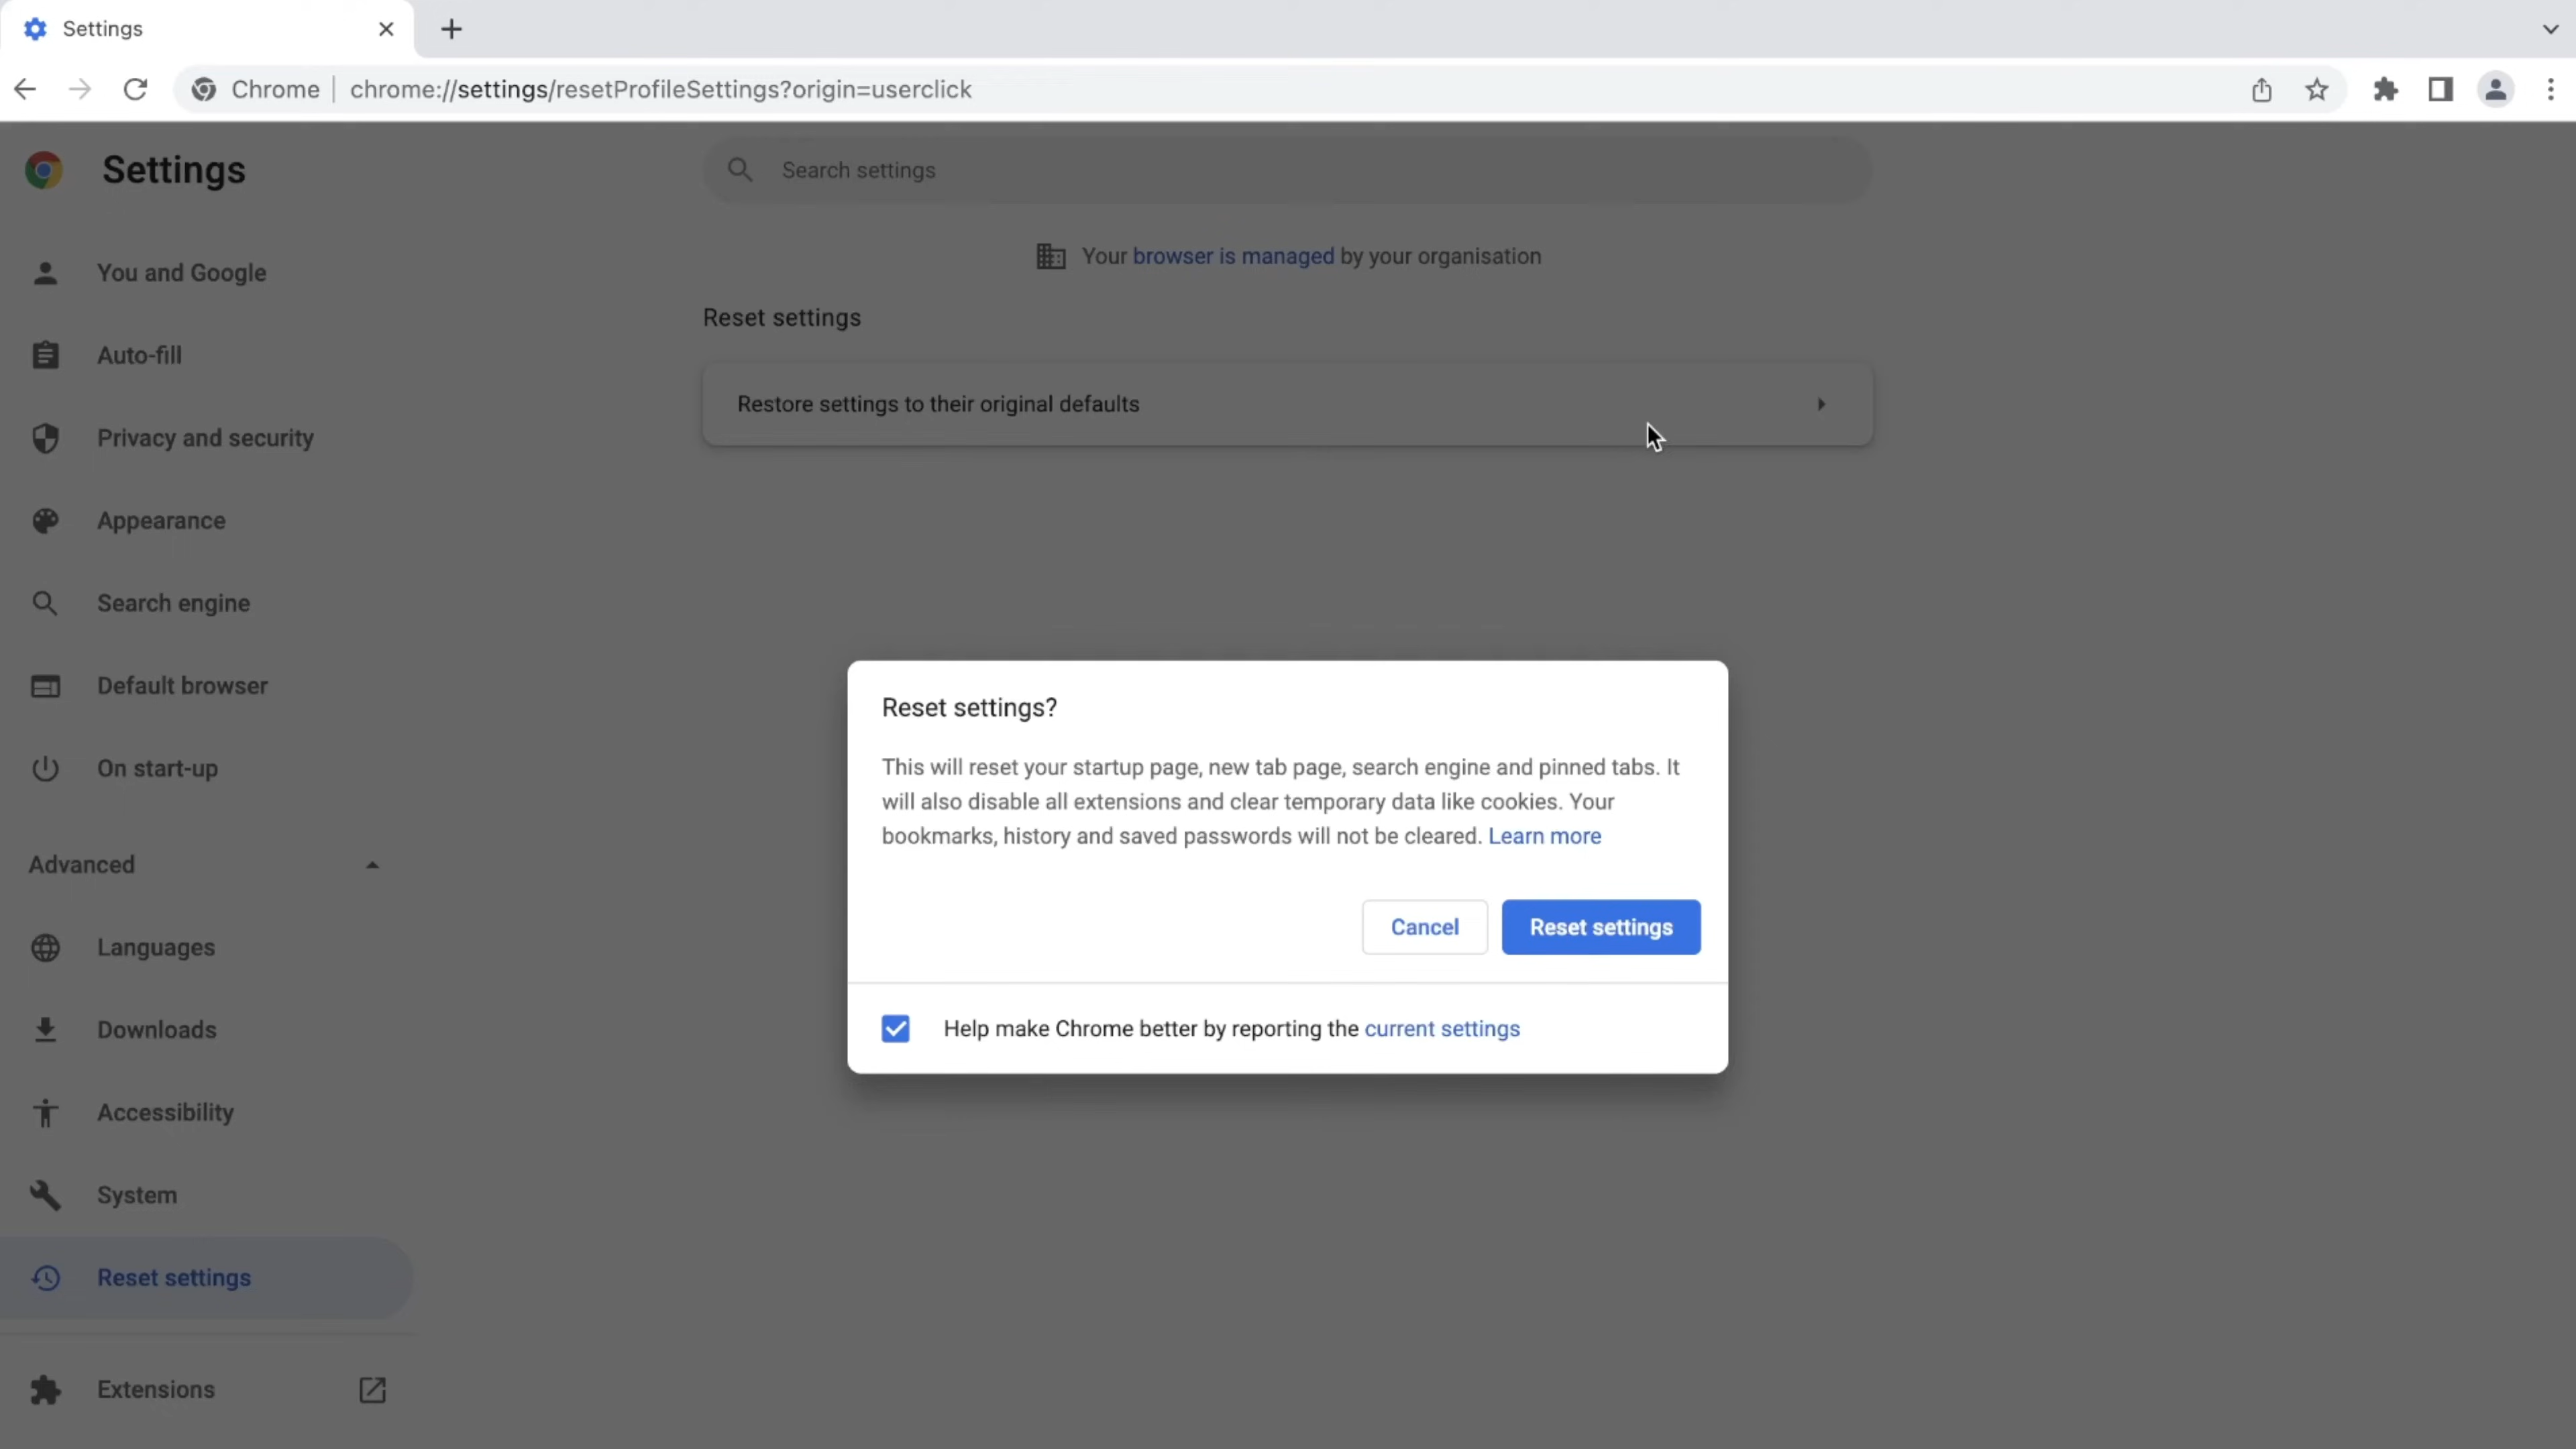 Settings
Chrome
chrome://settings/resetProfileSettings?origin=userclick
Settings
Search settings
Your browser is managed by your organisation
You and Google
Auto-fill
Privacy and security
Appearance
Search engine
Default browser
On start-up
Advanced
Languages
Downloads
Accessibility
System
Reset settings
Extensions
Reset settings
Restore settings to their original defaults
Reset settings?
This will reset your startup page, new tab page, search engine and pinned tabs. It
will also disable all extensions and clear temporary data like cookies. Your
bookmarks, history and saved passwords will not be cleared. Learn more
Cancel
Reset settings
Help make Chrome better by reporting the current settings